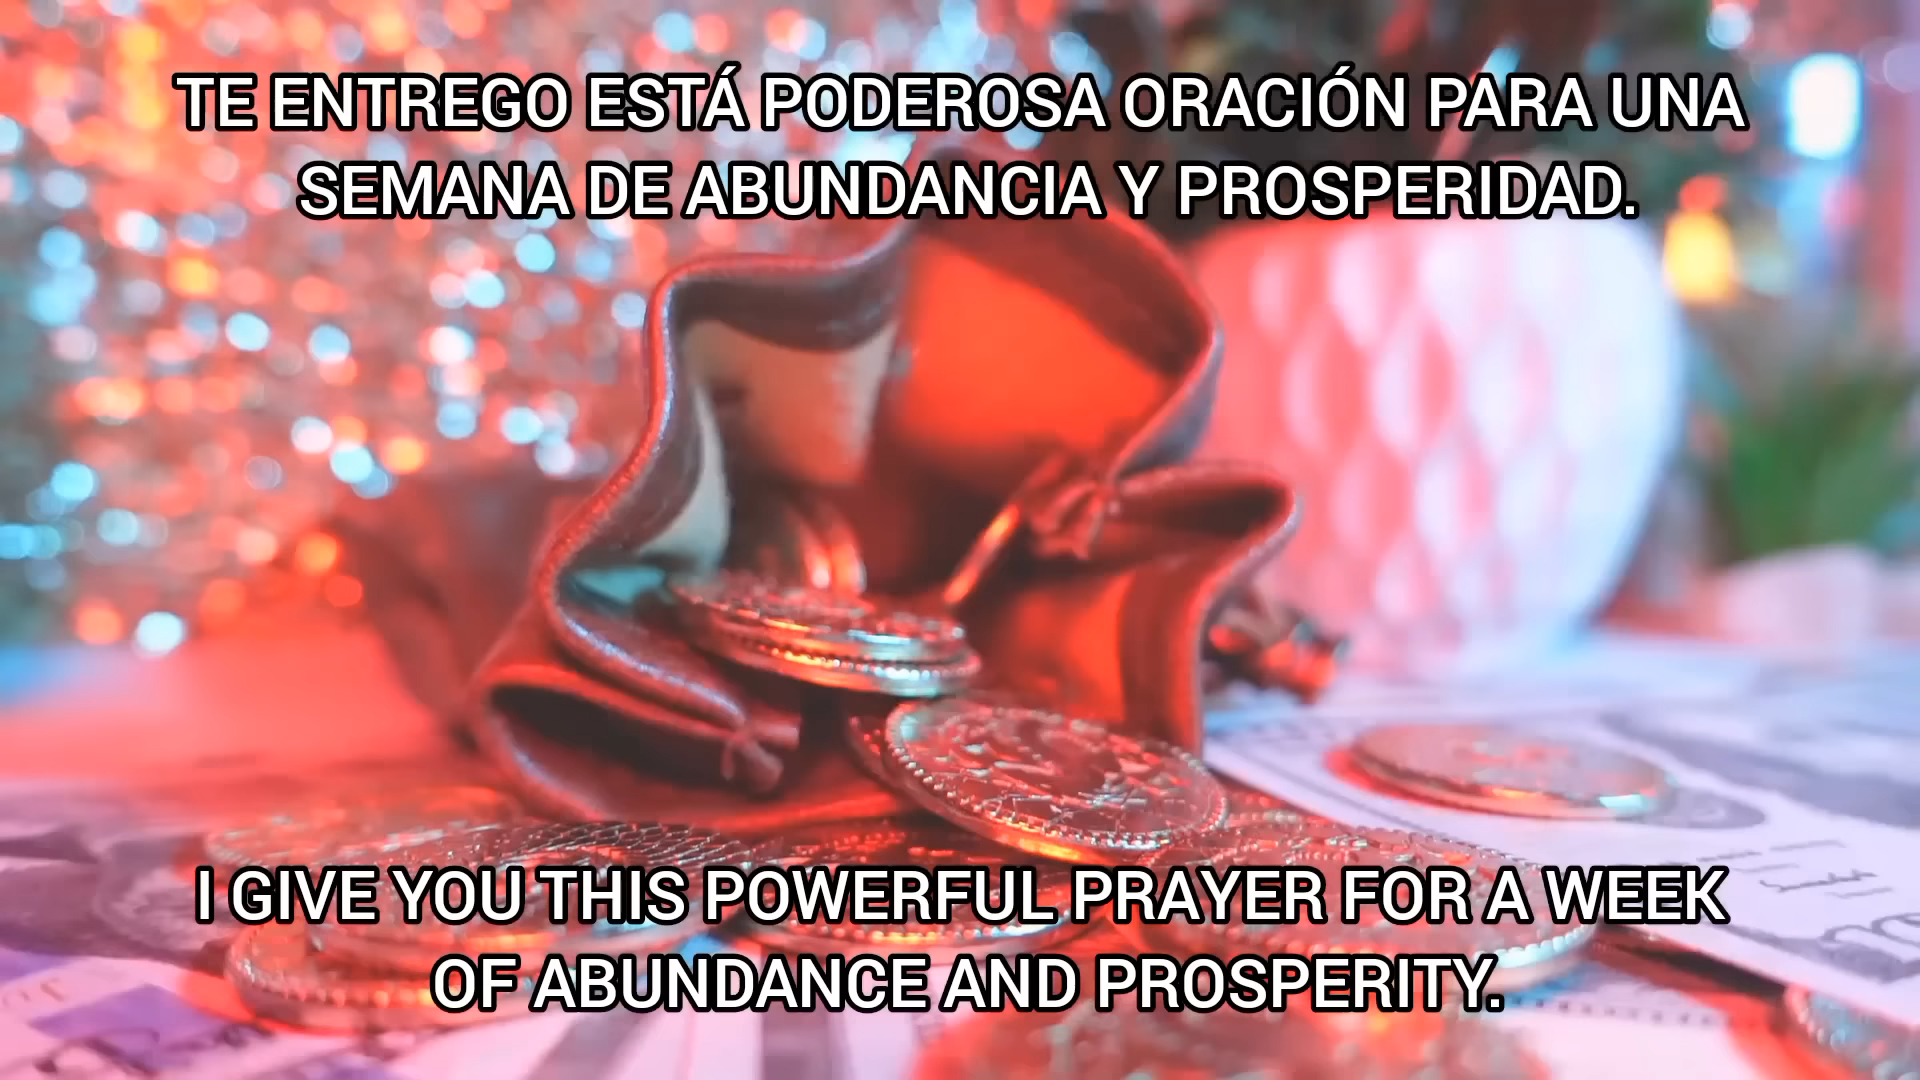 TE ENTREGO ESTÁ PODEROSA ORACIÓN PARA UNA
SEMANA DE ABUNDANCIA Y PROSPERIDAD.
I GIVE YOU THIS POWERFUL PRAYER FOR A WEEK
OF ABUNDANCE AND PROSPERITY.